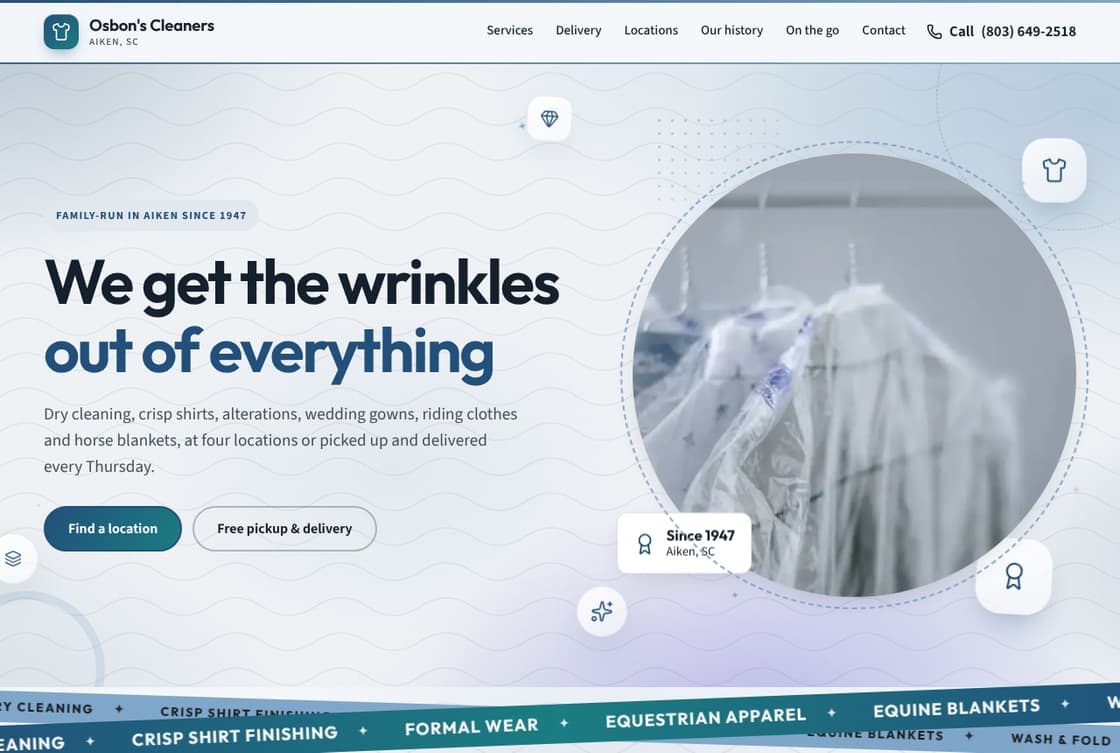 Osbon's Cleaners
AIKEN, SC
Services Delivery Locations Our history On the go Contact Call (803) 649-2518
FAMILY-RUN IN AIKEN SINCE 1947
We get the wrinkles
out of everything
Dry cleaning, crisp shirts, alterations, wedding gowns, riding clothes
and horse blankets, at four locations or picked up and delivered
every Thursday.
Find a location Free pickup & delivery
Since 1947
Aiken, SC
RY CLEANING ✦ CRISP SHIRT FINISHING
EANING ✦ CRISP SHIRT FINISHING ✦ FORMAL WEAR ✦ EQUESTRIAN APPAREL ✦ EQUINE BLANKETS ✦ W
EQUINE BLANKETS ✦ WASH & FOLD